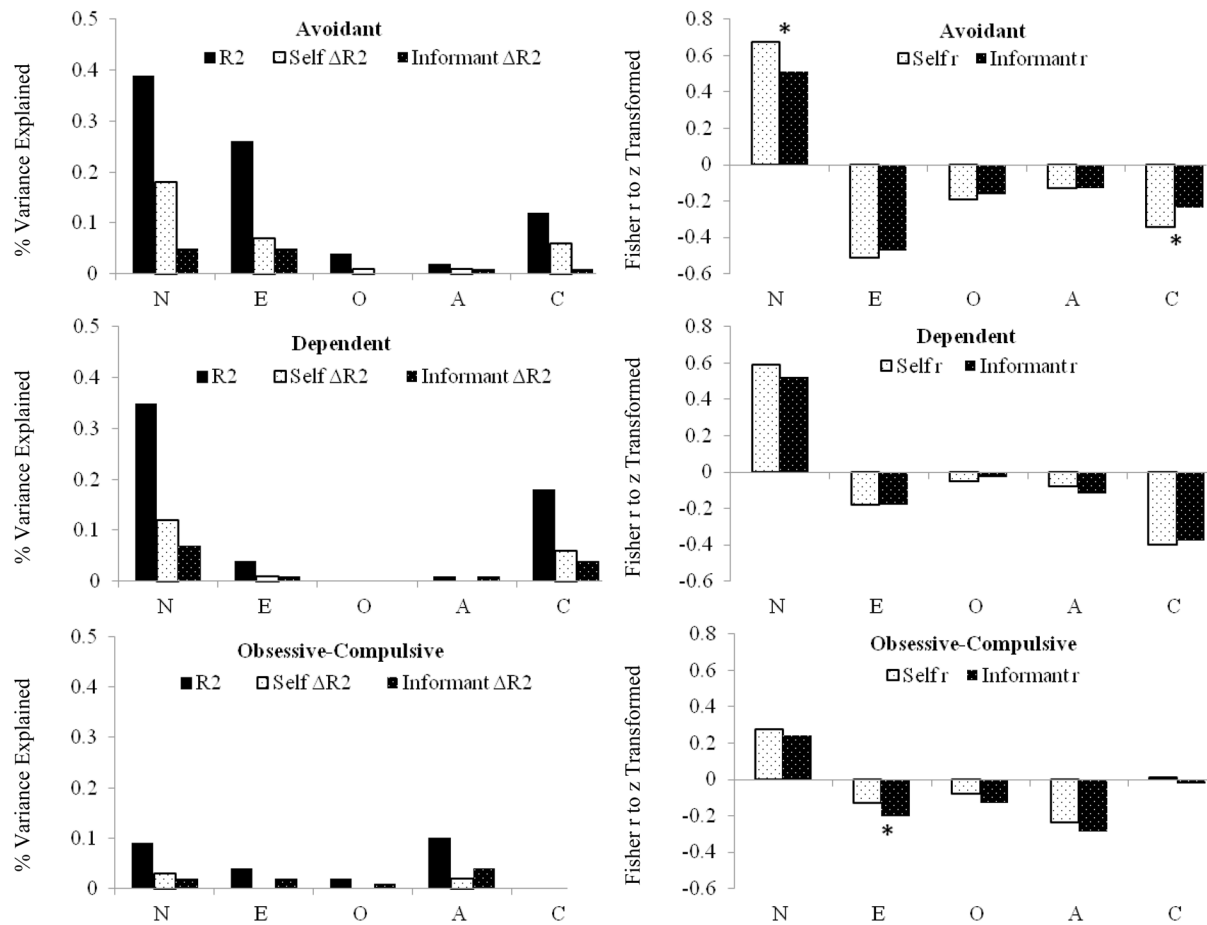 Avoidant
R2 Self ΔR2 Informant ΔR2
% Variance Explained
0.5
0.4
0.3
0.2
0.1
0
N E O A C
Avoidant
Self r Informant r
Fisher r to z Transformed
0.8
0.6
0.4
0.2
0
-0.2
-0.4
-0.6
*
*
N E O A C
Dependent
R2 Self ΔR2 Informant ΔR2
% Variance Explained
0.5
0.4
0.3
0.2
0.1
0
N E O A C
Dependent
Self r Informant r
Fisher r to z Transformed
0.8
0.6
0.4
0.2
0
-0.2
-0.4
-0.6
N E O A C
Obsessive-Compulsive
R2 Self ΔR2 Informant ΔR2
% Variance Explained
0.5
0.4
0.3
0.2
0.1
0
N E O A C
Obsessive-Compulsive
Self r Informant r
Fisher r to z Transformed
0.8
0.6
0.4
0.2
0
-0.2
-0.4
-0.6
*
N E O A C